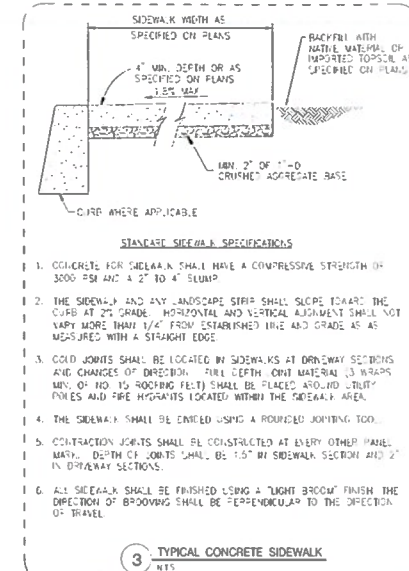 SIDEWALK WIDTH AS
SPECIFIED ON PLANS
BACKFILL WITH
NATIVE MATERIAL OR
IMPORTED TOPSOIL AS
SPECIFIED ON PLANS
4" MIN. DEPTH OR AS
SPECIFIED ON PLANS
1.5% MAX
MIN. 2" OF 1"-0
CRUSHED AGGREGATE BASE
CURB WHERE APPLICABLE
STANDARD SIDEWALK SPECIFICATIONS
1. CONCRETE FOR SIDEWALK SHALL HAVE A COMPRESSIVE STRENGTH OF
3000 PSI AND A 2" TO 4" SLUMP.
2. THE SIDEWALK AND ANY LANDSCAPE STRIP SHALL SLOPE TOWARD THE
CURB AT 2% GRADE. HORIZONTAL AND VERTICAL ALIGNMENT SHALL NOT
VARY MORE THAN 1/4" FROM ESTABLISHED LINE AND GRADE AS AS
MEASURED WITH A STRAIGHT EDGE.
3. COLD JOINTS SHALL BE LOCATED IN SIDEWALKS AT DRIVEWAY SECTIONS
AND CHANGES OF DIRECTION. FULL DEPTH JOINT MATERIAL (3 WRAPS
MIN. OF NO. 15 ROOFING FELT) SHALL BE PLACED AROUND UTILITY
POLES AND FIRE HYDRANTS LOCATED WITHIN THE SIDEWALK AREA.
4. THE SIDEWALK SHALL BE DIVIDED USING A ROUNDED JOINTING TOOL.
5. CONTRACTION JOINTS SHALL BE CONSTRUCTED AT EVERY OTHER PANEL
MARK. DEPTH OF JOINTS SHALL BE 1.5" IN SIDEWALK SECTION AND 2"
IN DRIVEWAY SECTIONS.
6. ALL SIDEWALK SHALL BE FINISHED USING A "LIGHT BROOM" FINISH. THE
DIRECTION OF BROOMING SHALL BE PERPENDICULAR TO THE DIRECTION
OF TRAVEL.
3 TYPICAL CONCRETE SIDEWALK
NTS